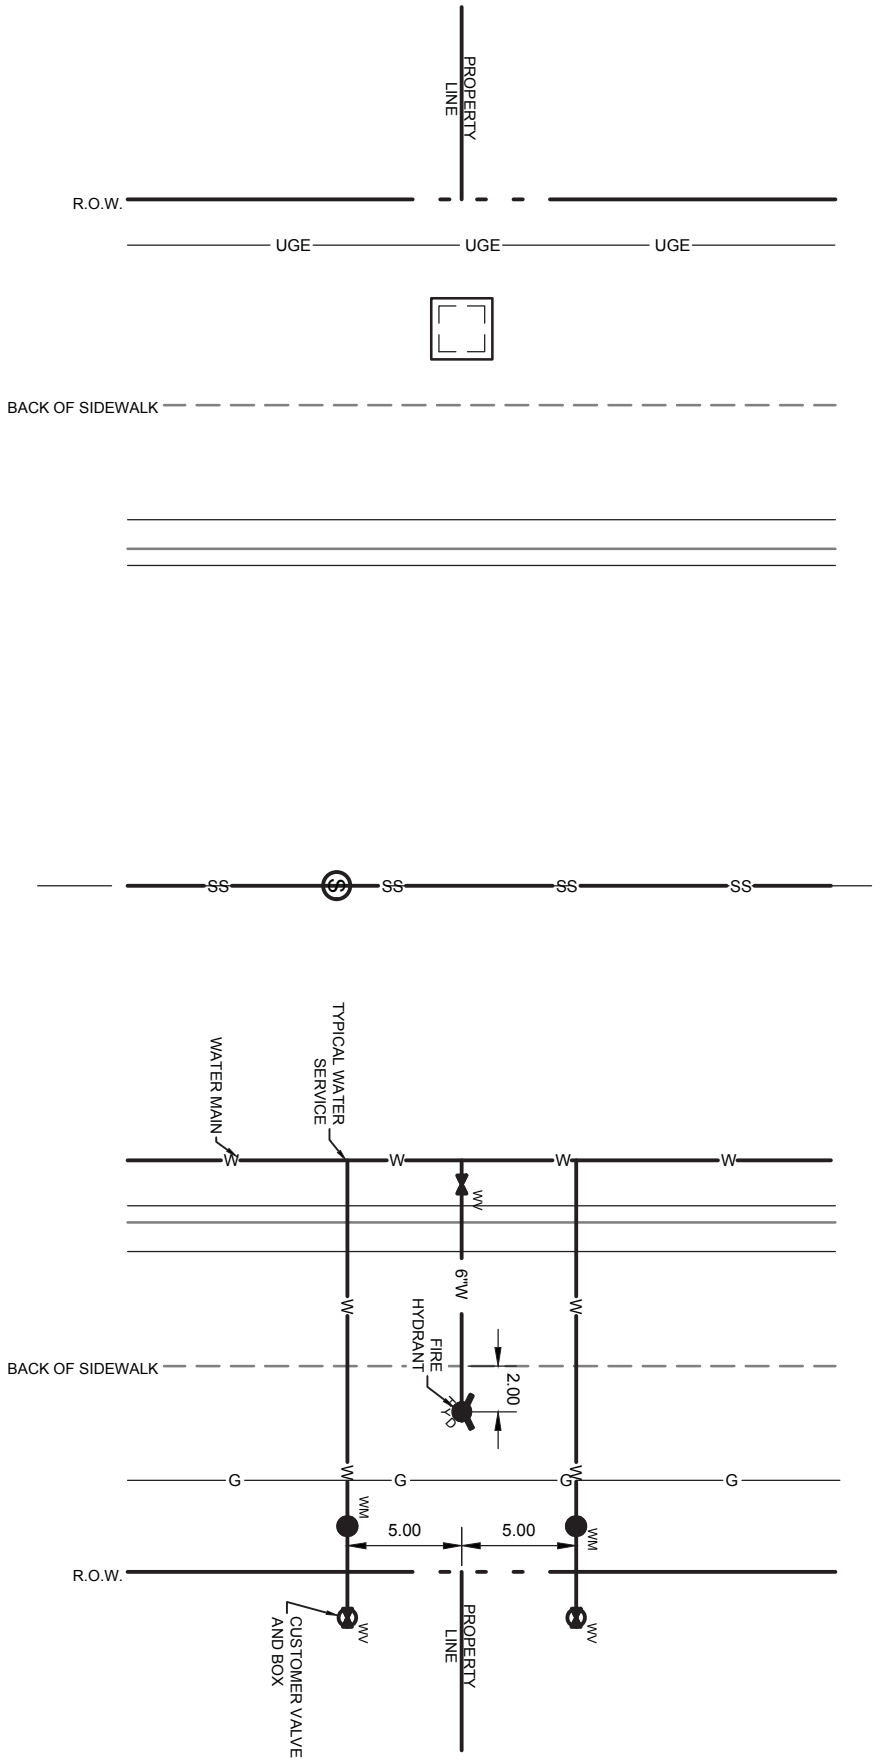 PROPERTY
LINE
R.O.W.
UGE UGE UGE
BACK OF SIDEWALK
SS S SS SS SS
TYPICAL WATER
SERVICE
WATER MAIN
W W W W
WV
6"W
W W
FIRE
HYDRANT
BACK OF SIDEWALK
2.00
HYD
W W
G G G G
WM WM
5.00 5.00
R.O.W.
PROPERTY
LINE
WV WV
CUSTOMER VALVE
AND BOX